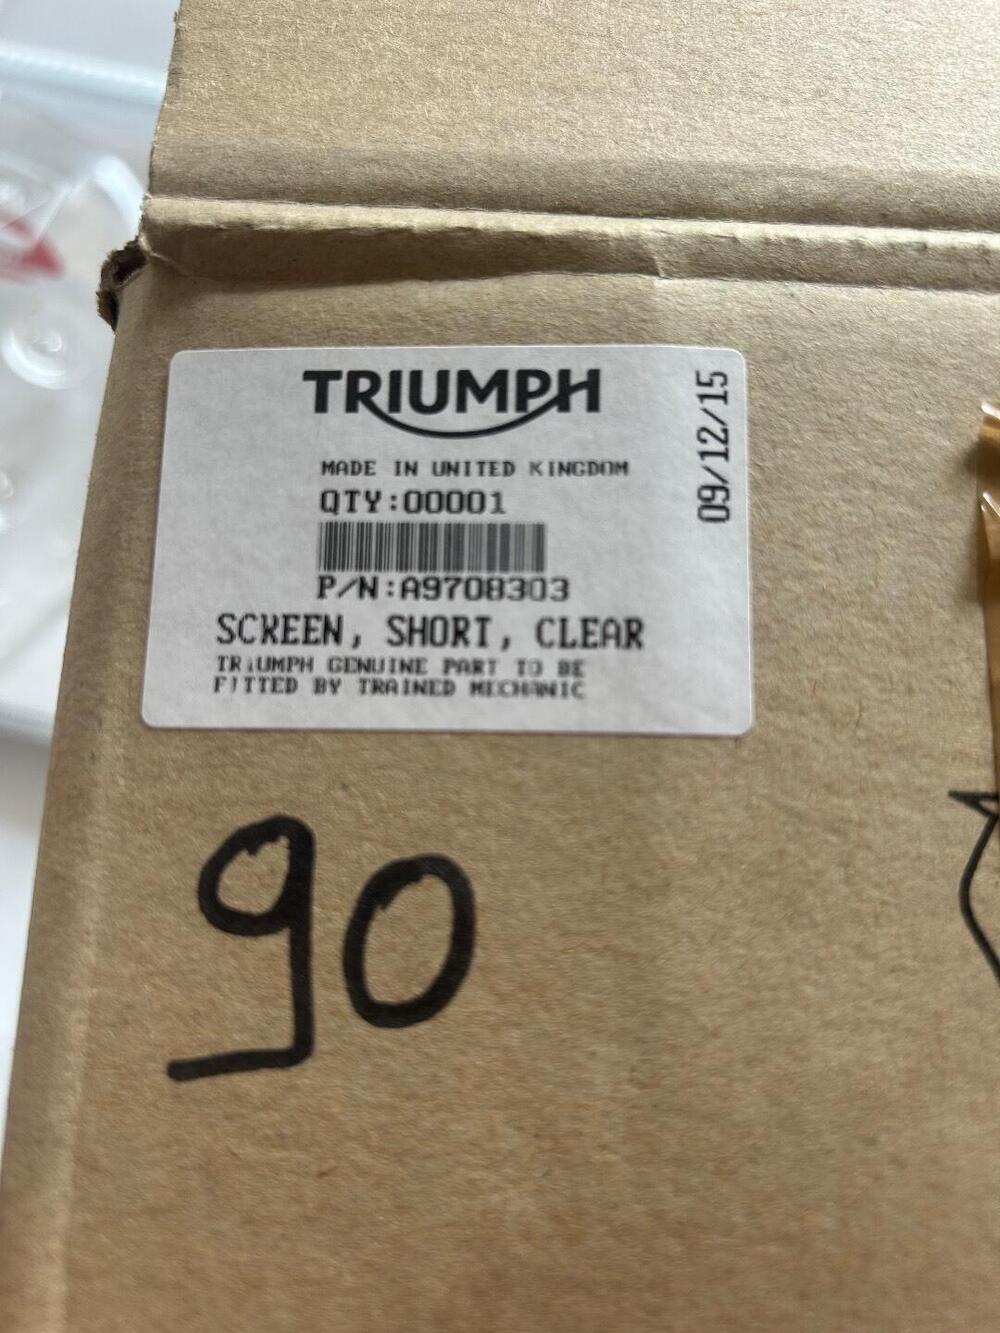 TRIUMPH
09/12/15
MADE IN UNITED KINGDOM
QTY:00001
P/N:A9708303
SCREEN, SHORT, CLEAR
TRIUMPH GENUINE PART TO BE
FITTED BY TRAINED MECHANIC
90